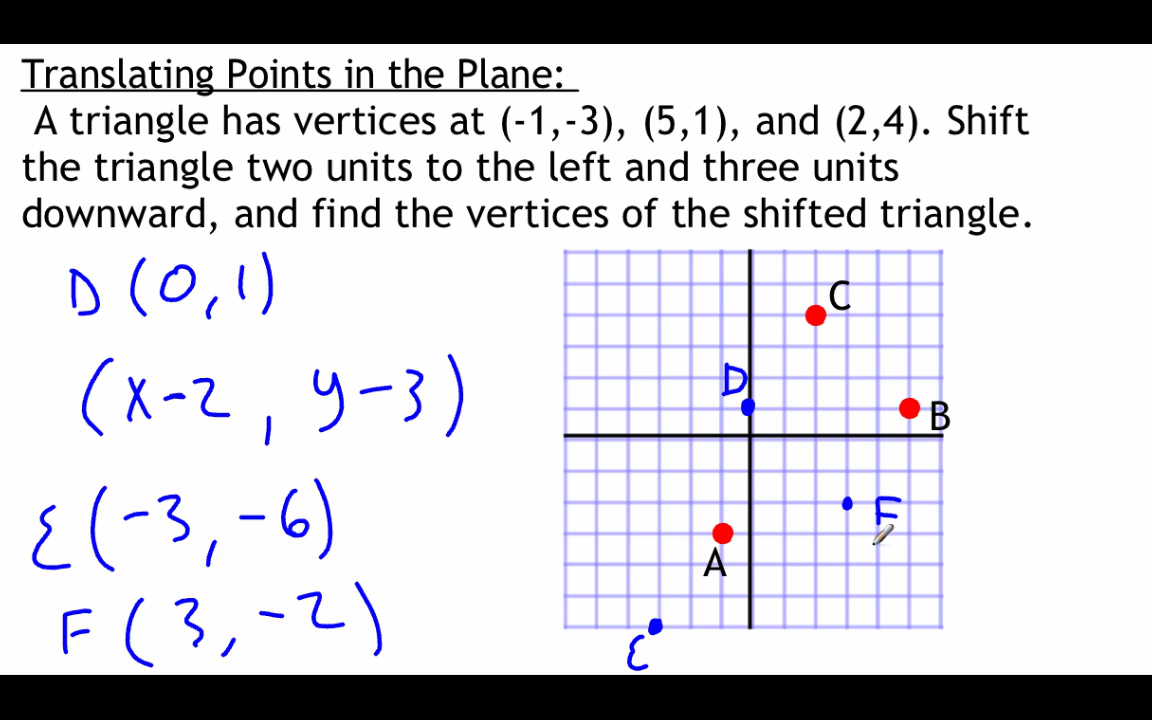 Translating Points in the Plane:
A triangle has vertices at (-1,-3), (5,1), and (2,4). Shift
the triangle two units to the left and three units
downward, and find the vertices of the shifted triangle.
D (0,1)
(x-2, y-3)
E (-3,-6)
F (3,-2)
C
D
B
F
A
E